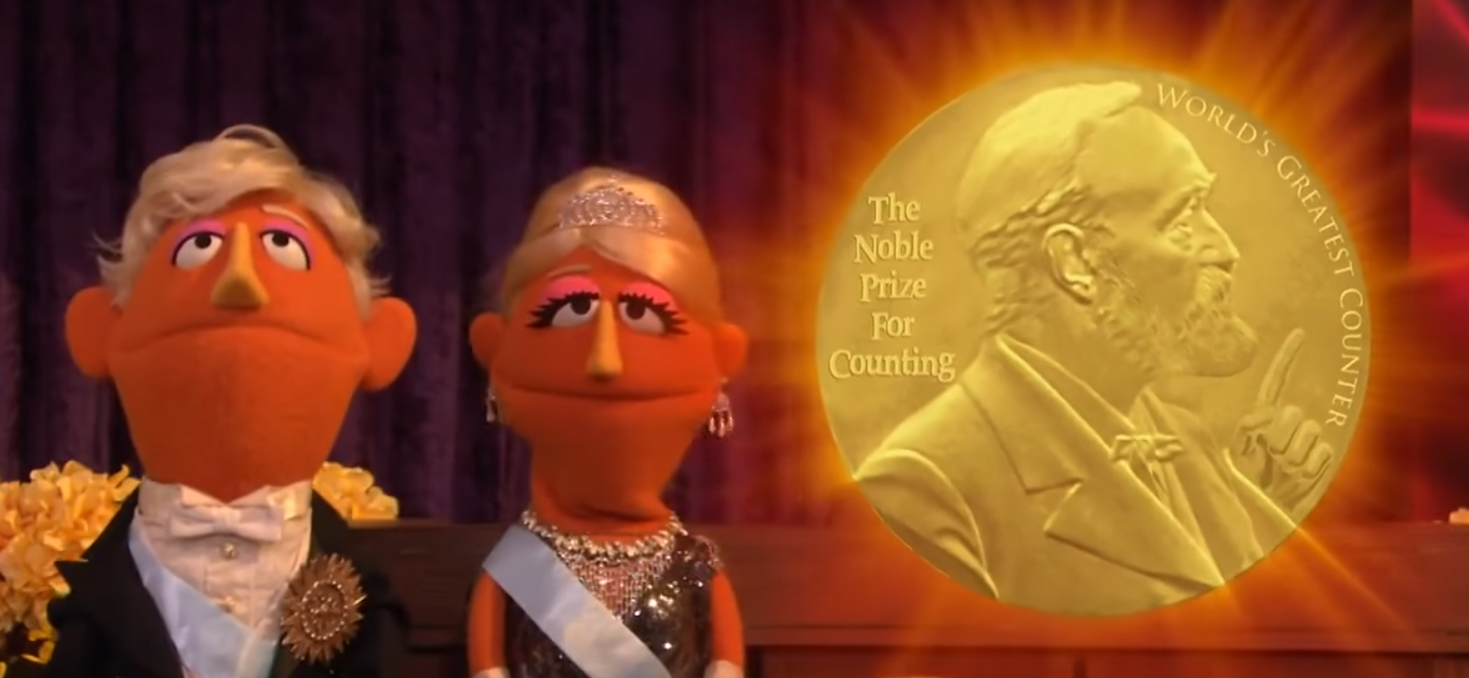 The
Noble
Prize
For
Counting
WORLD'S GREATEST COUNTER